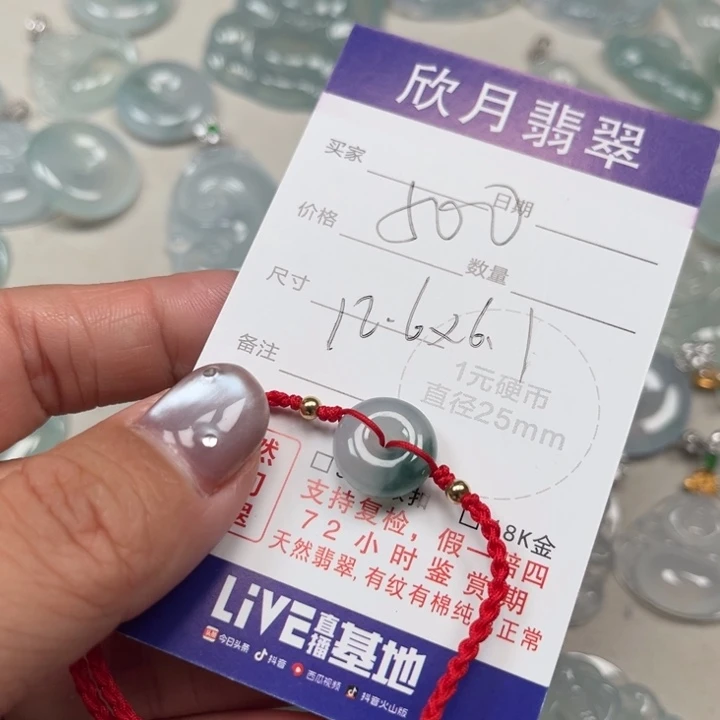 欣月翡翠
买家
500
日期
价格
数量
尺寸
12.6x6.1
备注
1元硬币
直径25mm
18K金
支持复检，假一赔四
72小时鉴赏期
天然翡翠,有纹有棉纯属正常
LiVE直播基地
今日头条 抖音 西瓜视频 抖音火山版